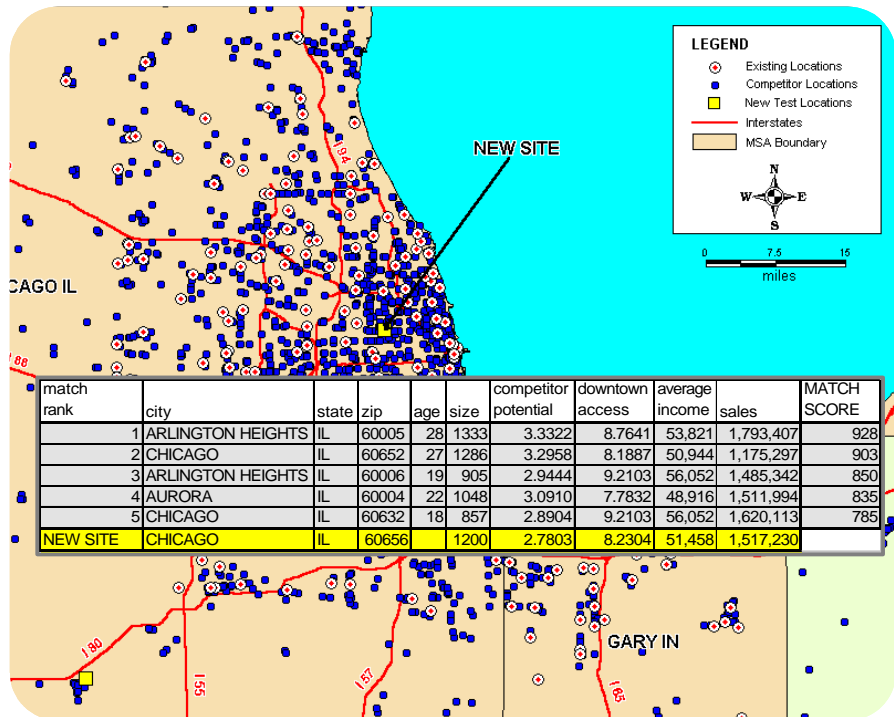 LEGEND
Existing Locations
Competitor Locations
New Test Locations
Interstates
MSA Boundary
N
W E
S
0 7.5 15
miles
I 94
NEW SITE
CAGO IL
I 88
match rank city state zip age size competitor potential downtown access average income sales MATCH SCORE
1 ARLINGTON HEIGHTS IL 60005 28 1333 3.3322 8.7641 53,821 1,793,407 928
2 CHICAGO IL 60652 27 1286 3.2958 8.1887 50,944 1,175,297 903
3 ARLINGTON HEIGHTS IL 60006 19 905 2.9444 9.2103 56,052 1,485,342 850
4 AURORA IL 60004 22 1048 3.0910 7.7832 48,916 1,511,994 835
5 CHICAGO IL 60632 18 857 2.8904 9.2103 56,052 1,620,113 785
NEW SITE CHICAGO IL 60656 1200 2.7803 8.2304 51,458 1,517,230
GARY IN
I 80
I 55
I 57
I 65